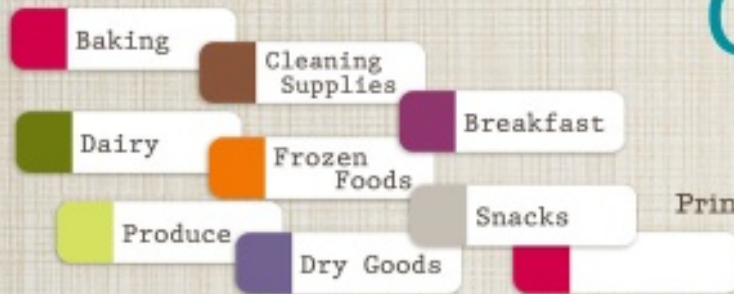 Baking
Cleaning
Supplies
Breakfast
Dairy
Frozen
Foods
Snacks
Produce
Dry Goods